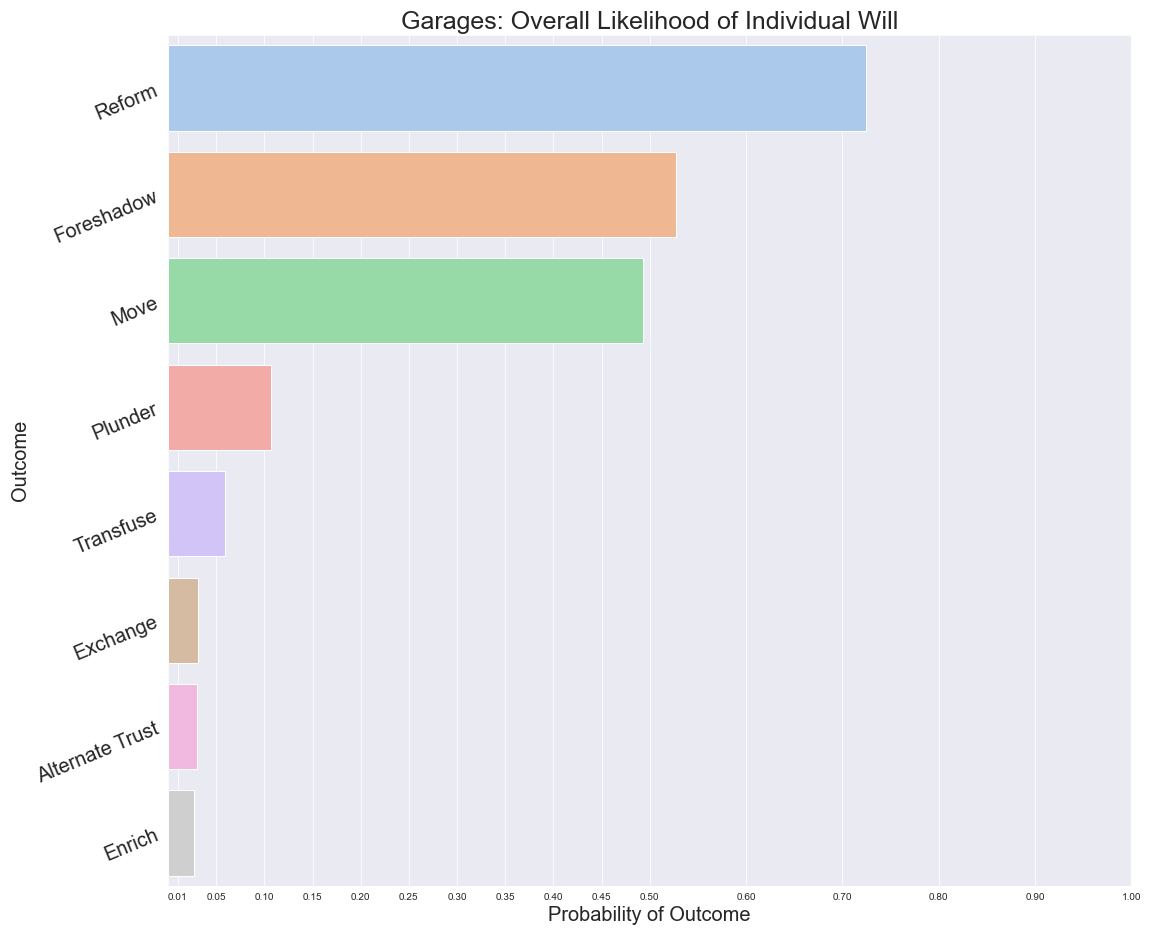 Garages: Overall Likelihood of Individual Will
Reform
Foreshadow
Move
Plunder
Transfuse
Exchange
Alternate Trust
Enrich
Outcome
0.01 0.05 0.10 0.15 0.20 0.25 0.30 0.35 0.40 0.45 0.50 0.60 0.70 0.80 0.90 1.00
Probability of Outcome